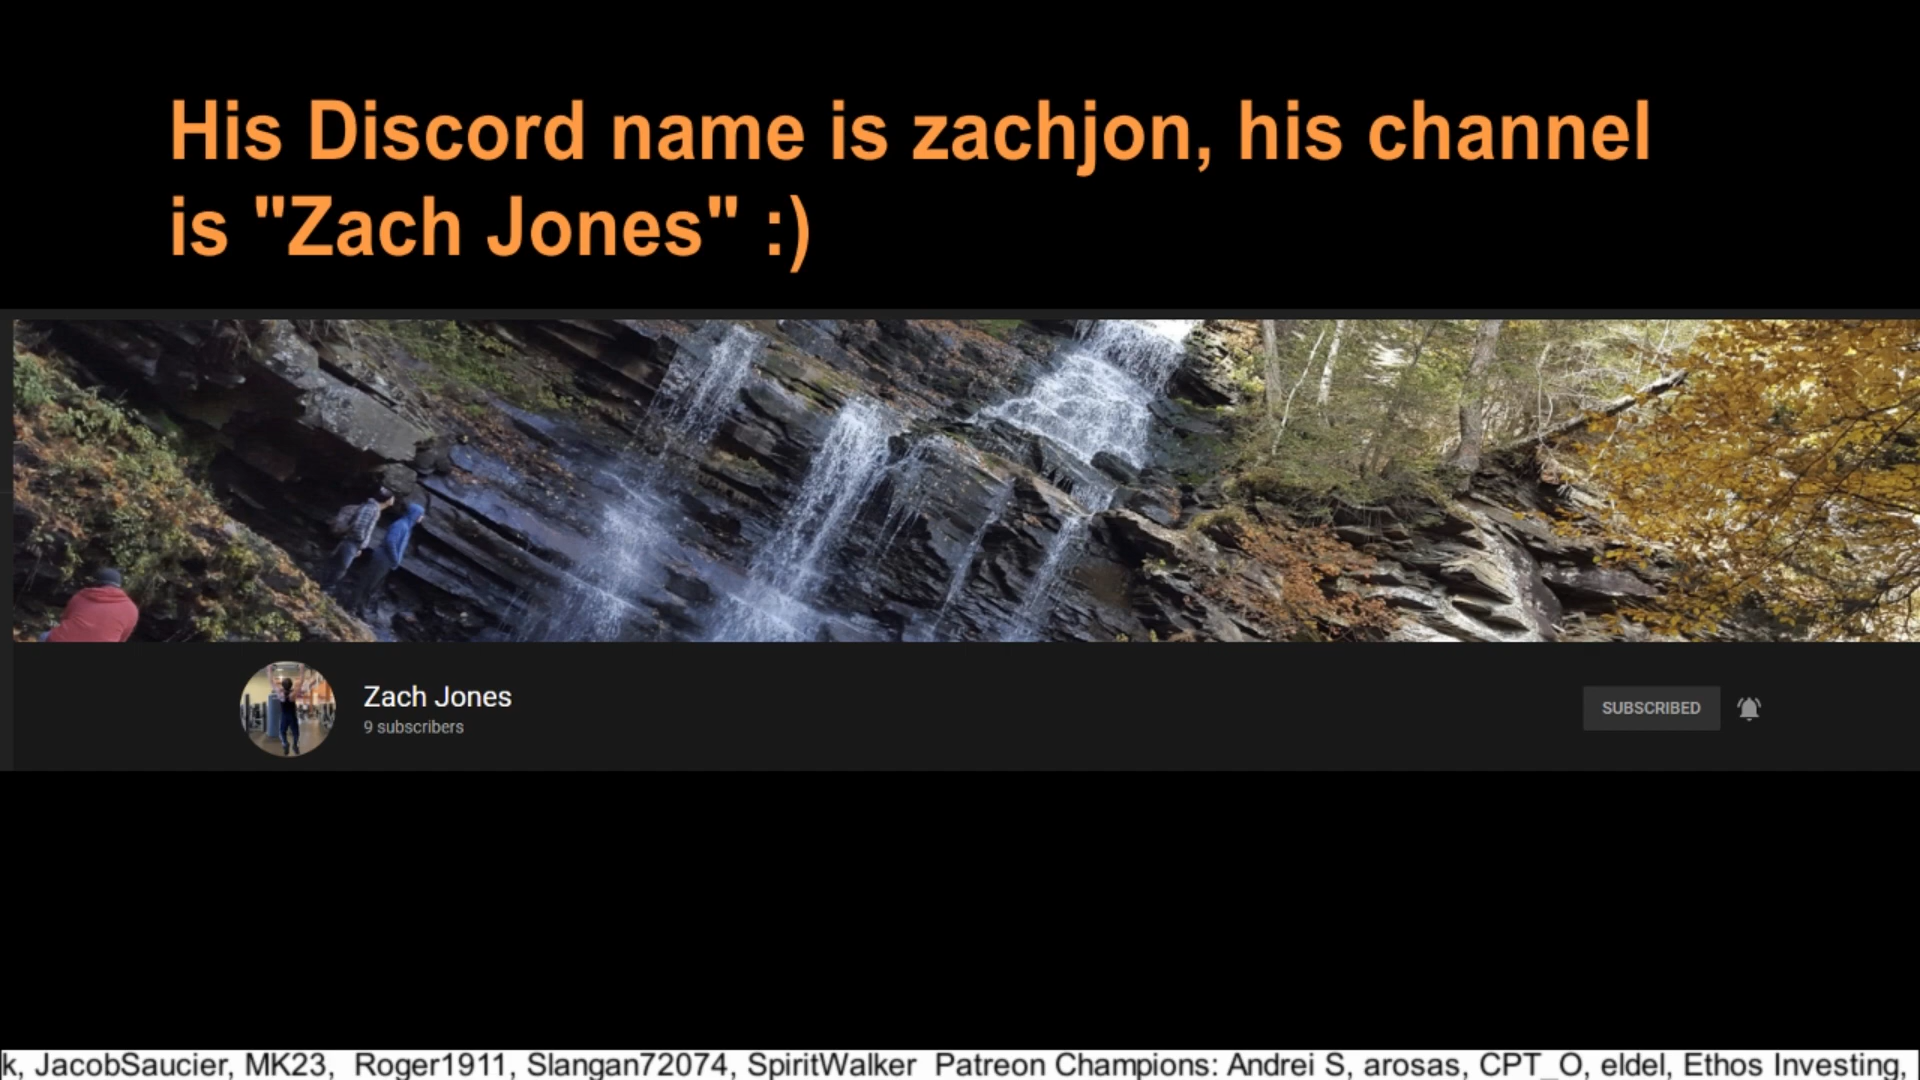 His Discord name is zachjon, his channel
is "Zach Jones" :)
Zach Jones
9 subscribers
SUBSCRIBED
k, JacobSaucier, MK23,  Roger1911, Slangan72074, SpiritWalker  Patreon Champions: Andrei S, arosas, CPT_O, eldel, Ethos Investing,